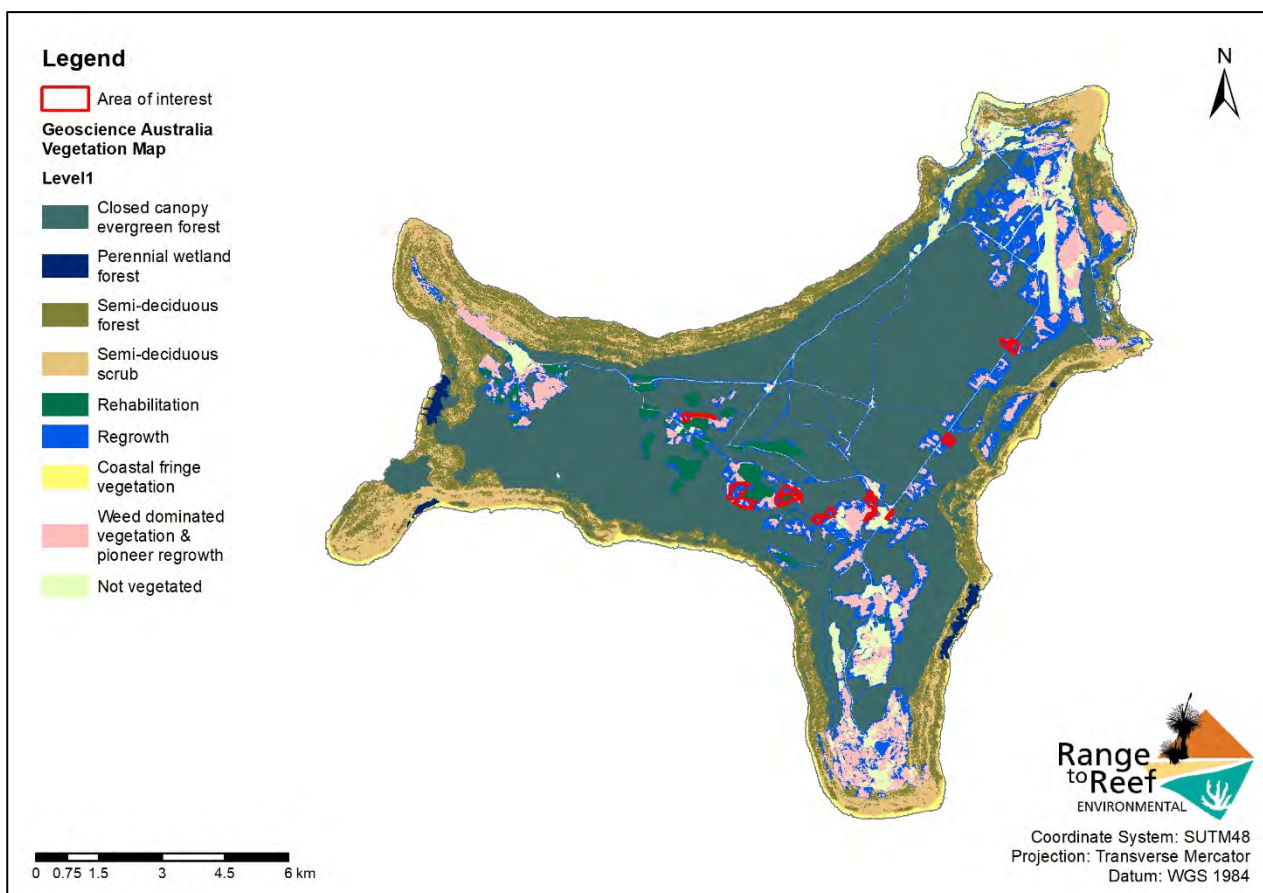 Legend
Area of interest
Geoscience Australia
Vegetation Map
Level1
Closed canopy
evergreen forest
Perennial wetland
forest
Semi-deciduous
forest
Semi-deciduous
scrub
Rehabilitation
Regrowth
Coastal fringe
vegetation
Weed dominated
vegetation &
pioneer regrowth
Not vegetated
N
0 0.75 1.5 3 4.5 6 km
Range
to Reef
ENVIRONMENTAL
Coordinate System: SUTM48
Projection: Transverse Mercator
Datum: WGS 1984